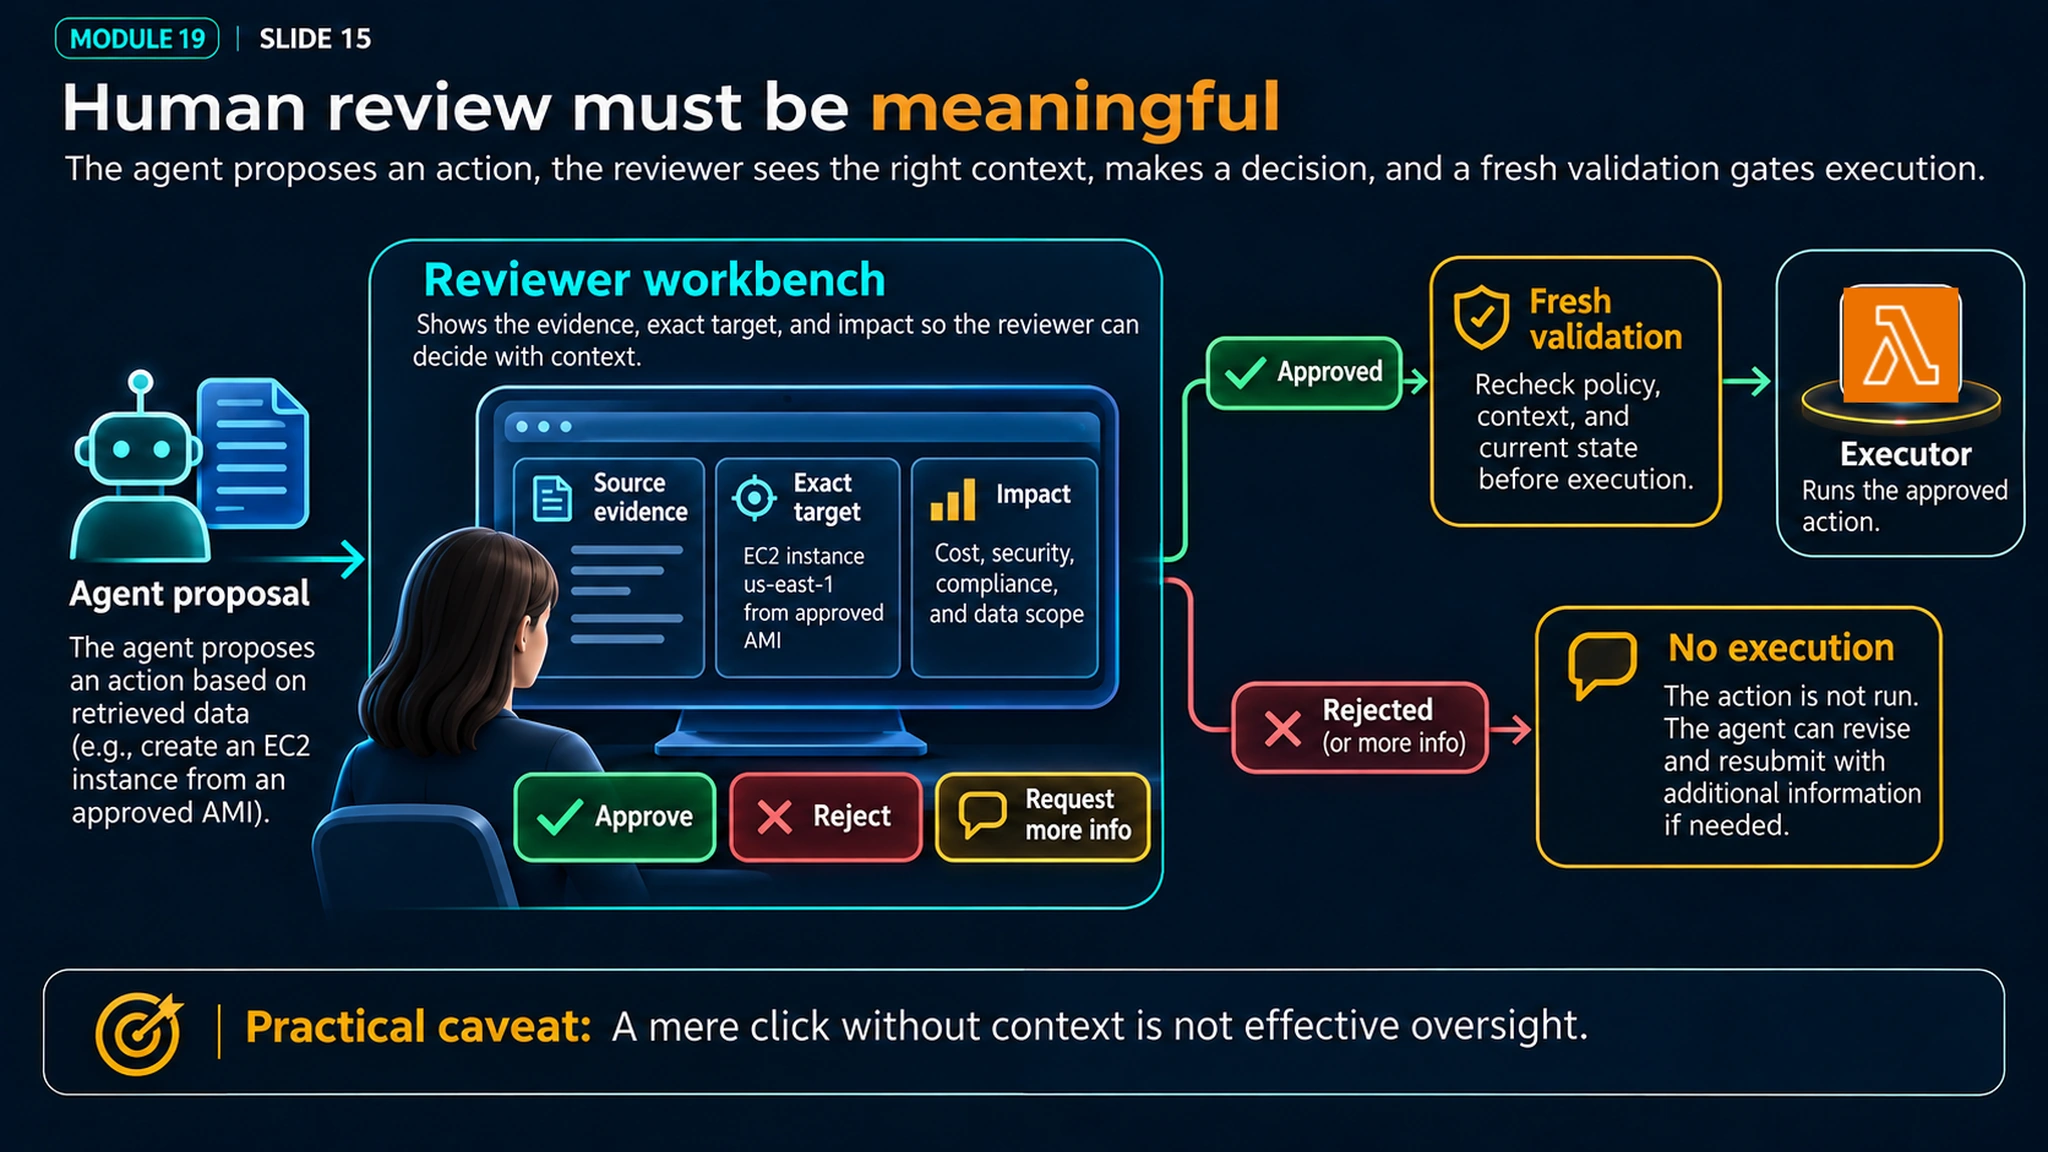 MODULE 19 | SLIDE 15
Human review must be meaningful
The agent proposes an action, the reviewer sees the right context, makes a decision, and a fresh validation gates execution.
Agent proposal
The agent proposes
an action based on
retrieved data
(e.g., create an EC2
instance from an
approved AMI).
Reviewer workbench
Shows the evidence, exact target, and impact so the reviewer can
decide with context.
Source
evidence
Exact
target
EC2 instance
us-east-1
from approved
AMI
Impact
Cost, security,
compliance,
and data scope
Approve
Reject
Request
more info
Approved
Fresh
validation
Recheck policy,
context, and
current state
before execution.
Executor
Runs the approved
action.
Rejected
(or more info)
No execution
The action is not run.
The agent can revise
and resubmit with
additional information
if needed.
Practical caveat: A mere click without context is not effective oversight.